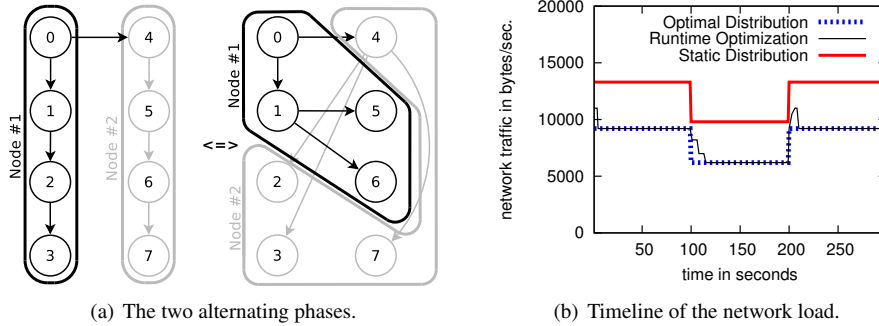 0
4
1
5
2
6
3
7
Node #1
Node #2
<=>
0
4
1
5
2
6
3
7
Node #1
Node #2
(a) The two alternating phases.
network traffic in bytes/sec.
20000
15000
10000
5000
0
50
100
150
200
250
time in seconds
Optimal Distribution
Runtime Optimization
Static Distribution
(b) Timeline of the network load.